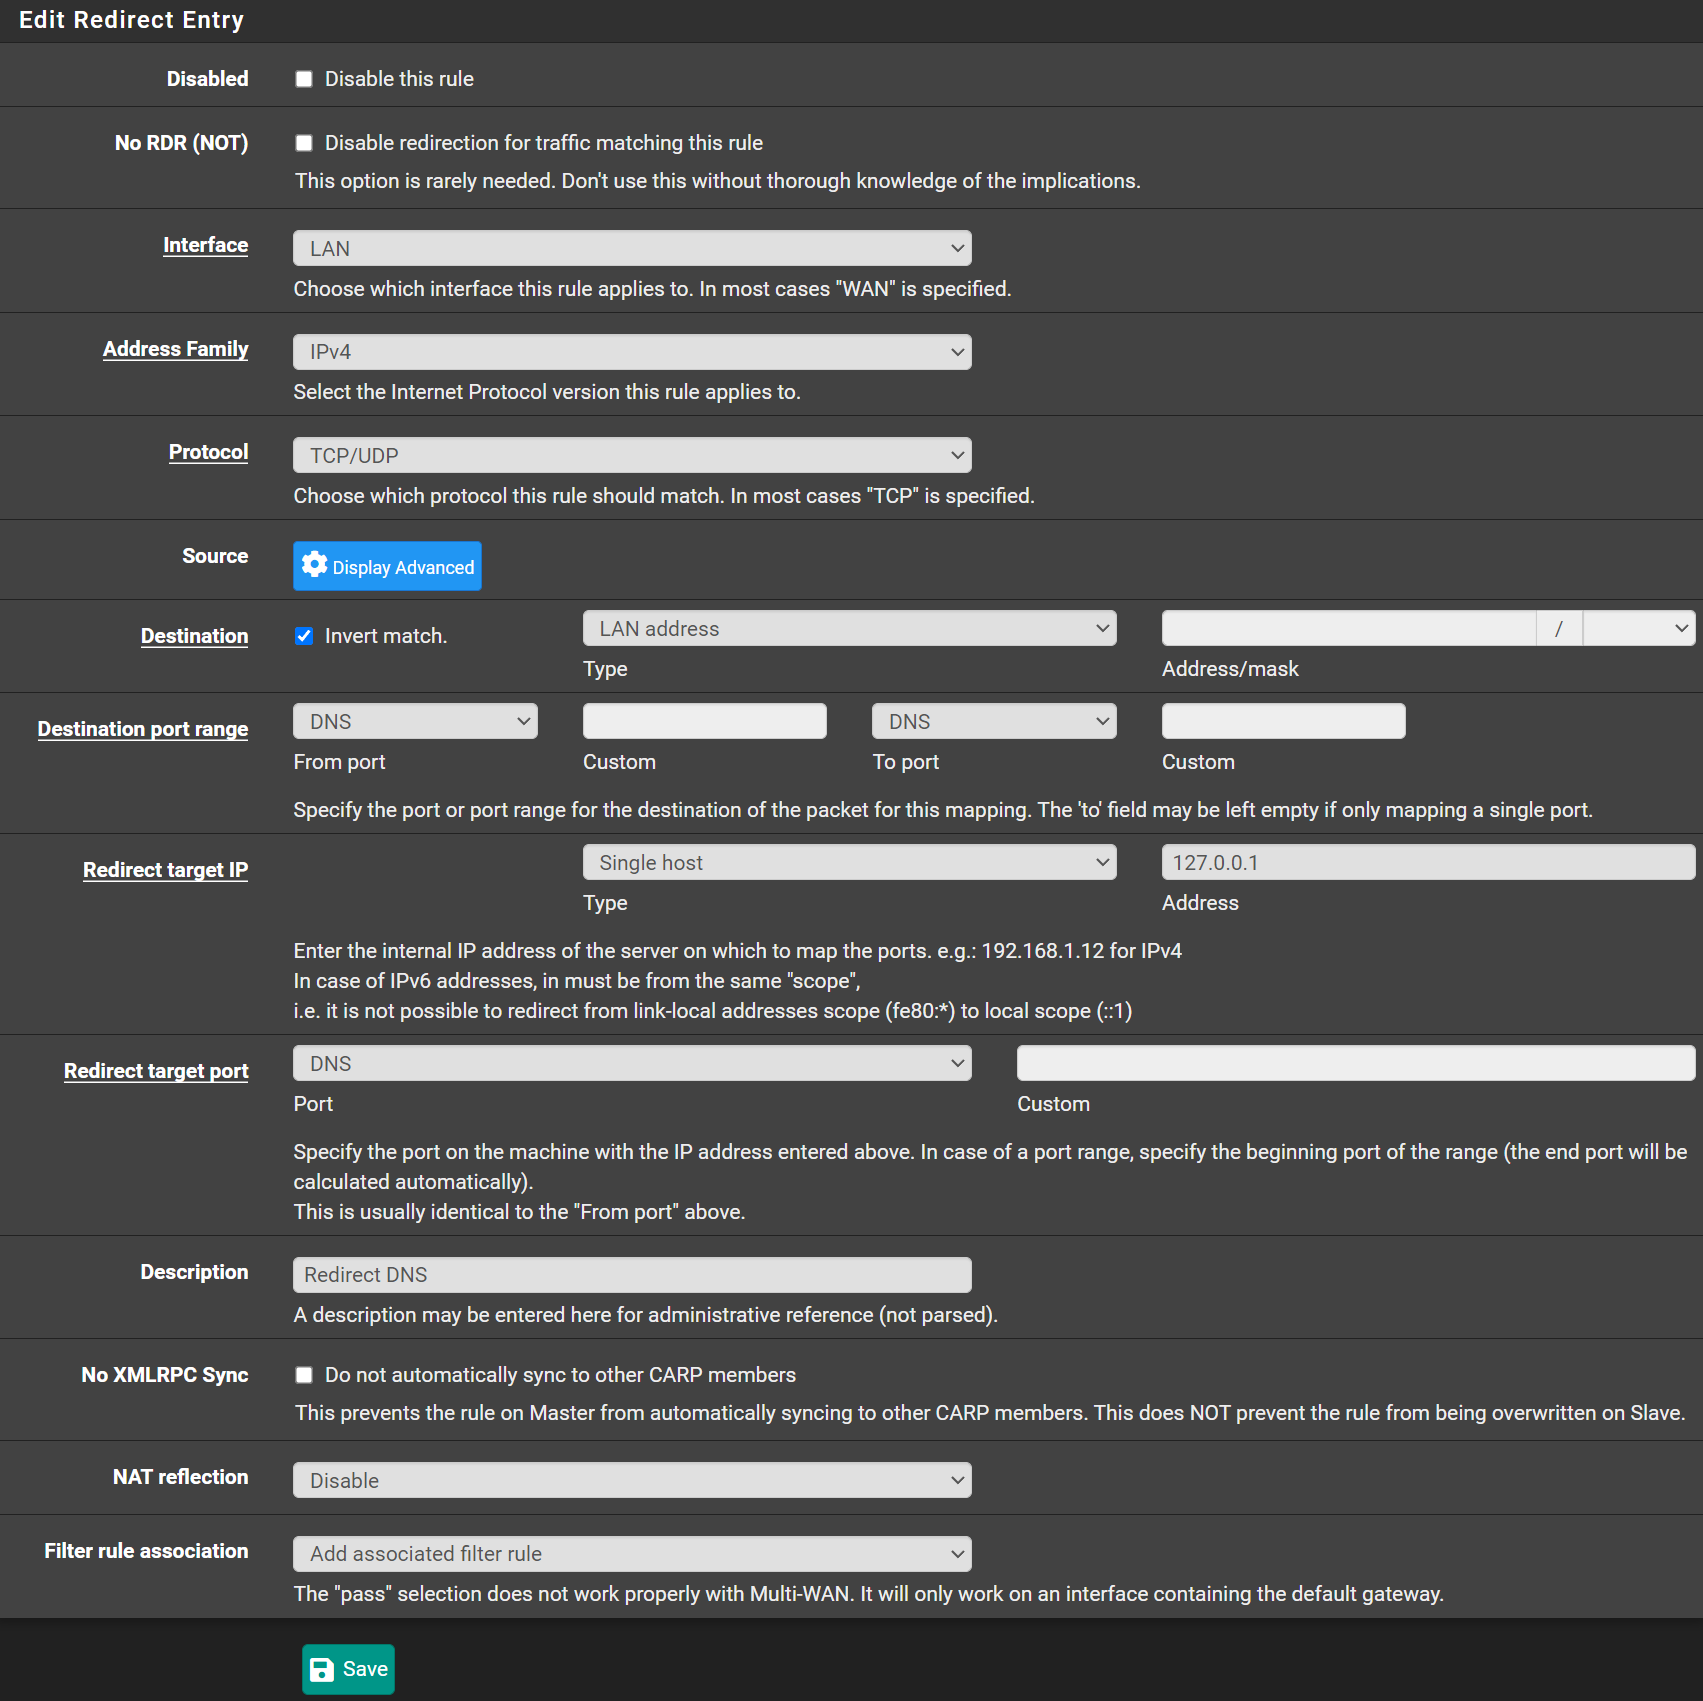 Edit Redirect Entry
Disabled
Disable this rule
No RDR (NOT)
Disable redirection for traffic matching this rule
This option is rarely needed. Don't use this without thorough knowledge of the implications.
Interface
LAN
Choose which interface this rule applies to. In most cases "WAN" is specified.
Address Family
IPv4
Select the Internet Protocol version this rule applies to.
Protocol
TCP/UDP
Choose which protocol this rule should match. In most cases "TCP" is specified.
Source
Display Advanced
Destination
Invert match.
LAN address
/
Type
Address/mask
Destination port range
DNS
DNS
From port
Custom
To port
Custom
Specify the port or port range for the destination of the packet for this mapping. The 'to' field may be left empty if only mapping a single port.
Redirect target IP
Single host
127.0.0.1
Type
Address
Enter the internal IP address of the server on which to map the ports. e.g.: 192.168.1.12 for IPv4
In case of IPv6 addresses, in must be from the same "scope",
i.e. it is not possible to redirect from link-local addresses scope (fe80:*) to local scope (::1)
Redirect target port
DNS
Port
Custom
Specify the port on the machine with the IP address entered above. In case of a port range, specify the beginning port of the range (the end port will be
calculated automatically).
This is usually identical to the "From port" above.
Description
Redirect DNS
A description may be entered here for administrative reference (not parsed).
No XMLRPC Sync
Do not automatically sync to other CARP members
This prevents the rule on Master from automatically syncing to other CARP members. This does NOT prevent the rule from being overwritten on Slave.
NAT reflection
Disable
Filter rule association
Add associated filter rule
The "pass" selection does not work properly with Multi-WAN. It will only work on an interface containing the default gateway.
Save